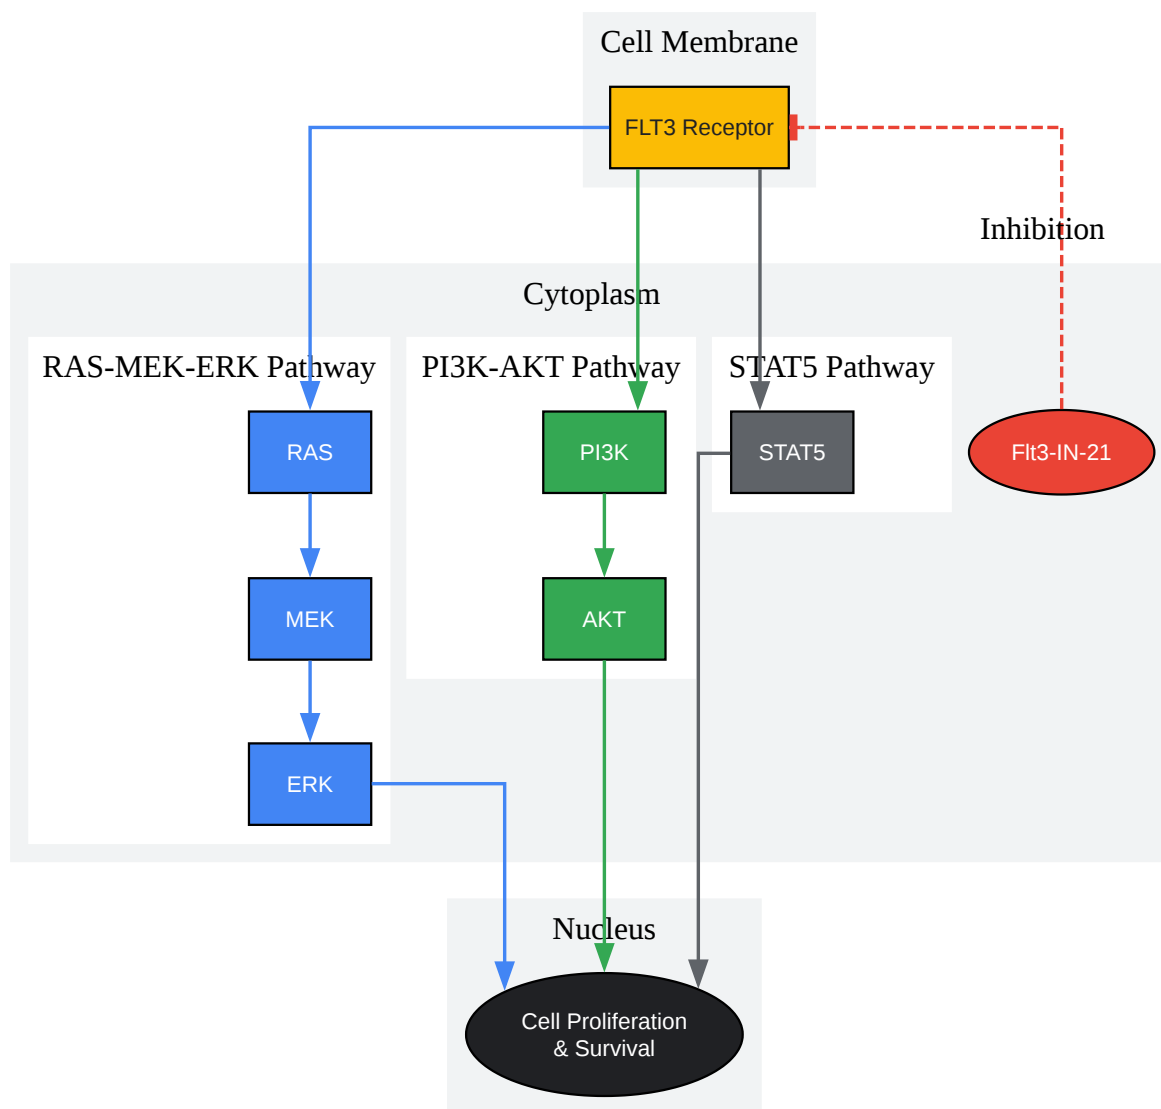 Cell Membrane
FLT3 Receptor
Inhibition
Cytoplasm
RAS-MEK-ERK Pathway
PI3K-AKT Pathway
STAT5 Pathway
RAS
PI3K
STAT5
Flt3-IN-21
MEK
AKT
ERK
Nucleus
Cell Proliferation
& Survival